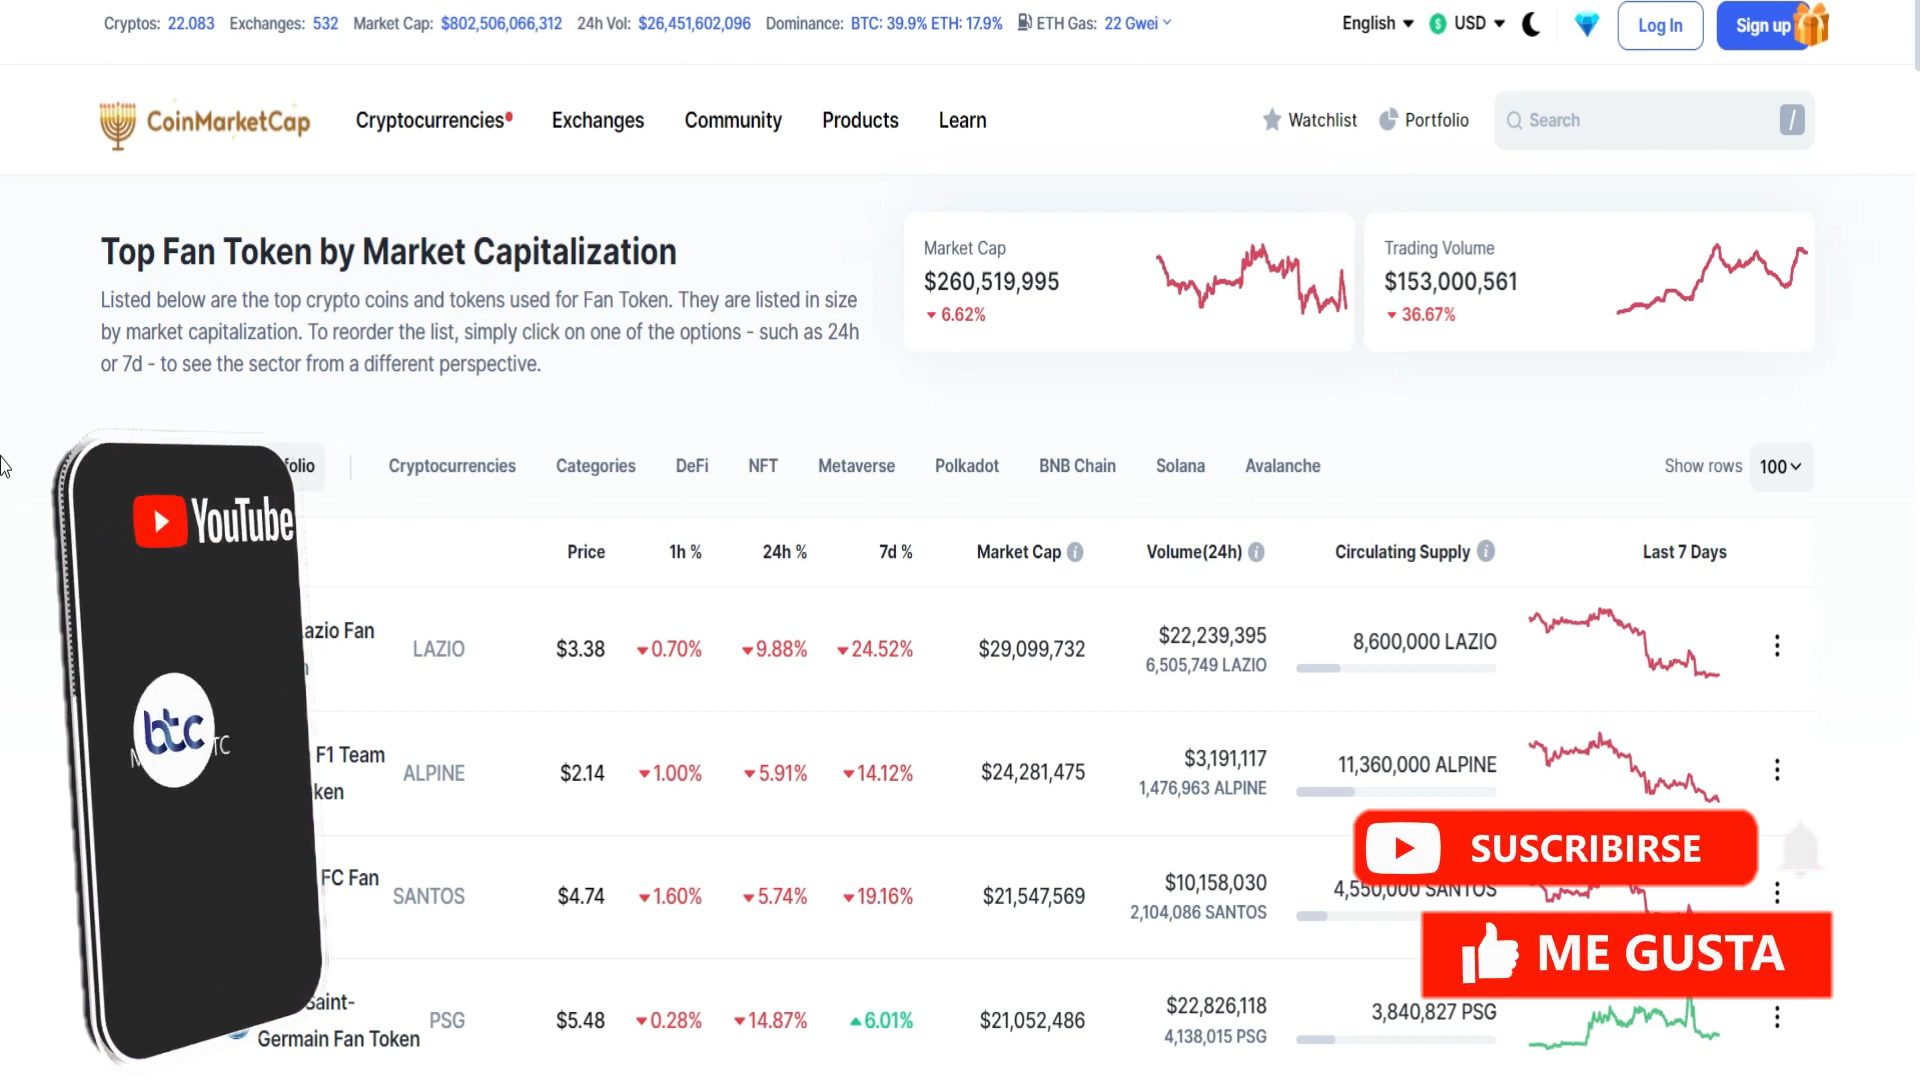 Cryptos: 22.083 Exchanges: 532 Market Cap: $802,506,066,312 24h Vol: $26,451,602,096 Dominance: BTC: 39.9% ETH: 17.9% ETH Gas: 22 Gwei English USD Log In Sign up
CoinMarketCap Cryptocurrencies Exchanges Community Products Learn Watchlist Portfolio Search /
Top Fan Token by Market Capitalization
Listed below are the top crypto coins and tokens used for Fan Token. They are listed in size
by market capitalization. To reorder the list, simply click on one of the options - such as 24h
or 7d - to see the sector from a different perspective.
Market Cap
$260,519,995
6.62%
Trading Volume
$153,000,561
36.67%
folio Cryptocurrencies Categories DeFi NFT Metaverse Polkadot BNB Chain Solana Avalanche Show rows 100
YouTube
btc
TC
Price 1h % 24h % 7d % Market Cap Volume(24h) Circulating Supply Last 7 Days
azio Fan
LAZIO $3.38 0.70% 9.88% 24.52% $29,099,732 $22,239,395 8,600,000 LAZIO
6,505,749 LAZIO
F1 Team
ken
ALPINE $2.14 1.00% 5.91% 14.12% $24,281,475 $3,191,117 11,360,000 ALPINE
1,476,963 ALPINE
FC Fan
SANTOS $4.74 1.60% 5.74% 19.16% $21,547,569 $10,158,030 4,550,000 SANTOS
2,104,086 SANTOS
Saint-
Germain Fan Token
PSG $5.48 0.28% 14.87% 6.01% $21,052,486 $22,826,118 3,840,827 PSG
4,138,015 PSG
SUSCRIBIRSE
ME GUSTA